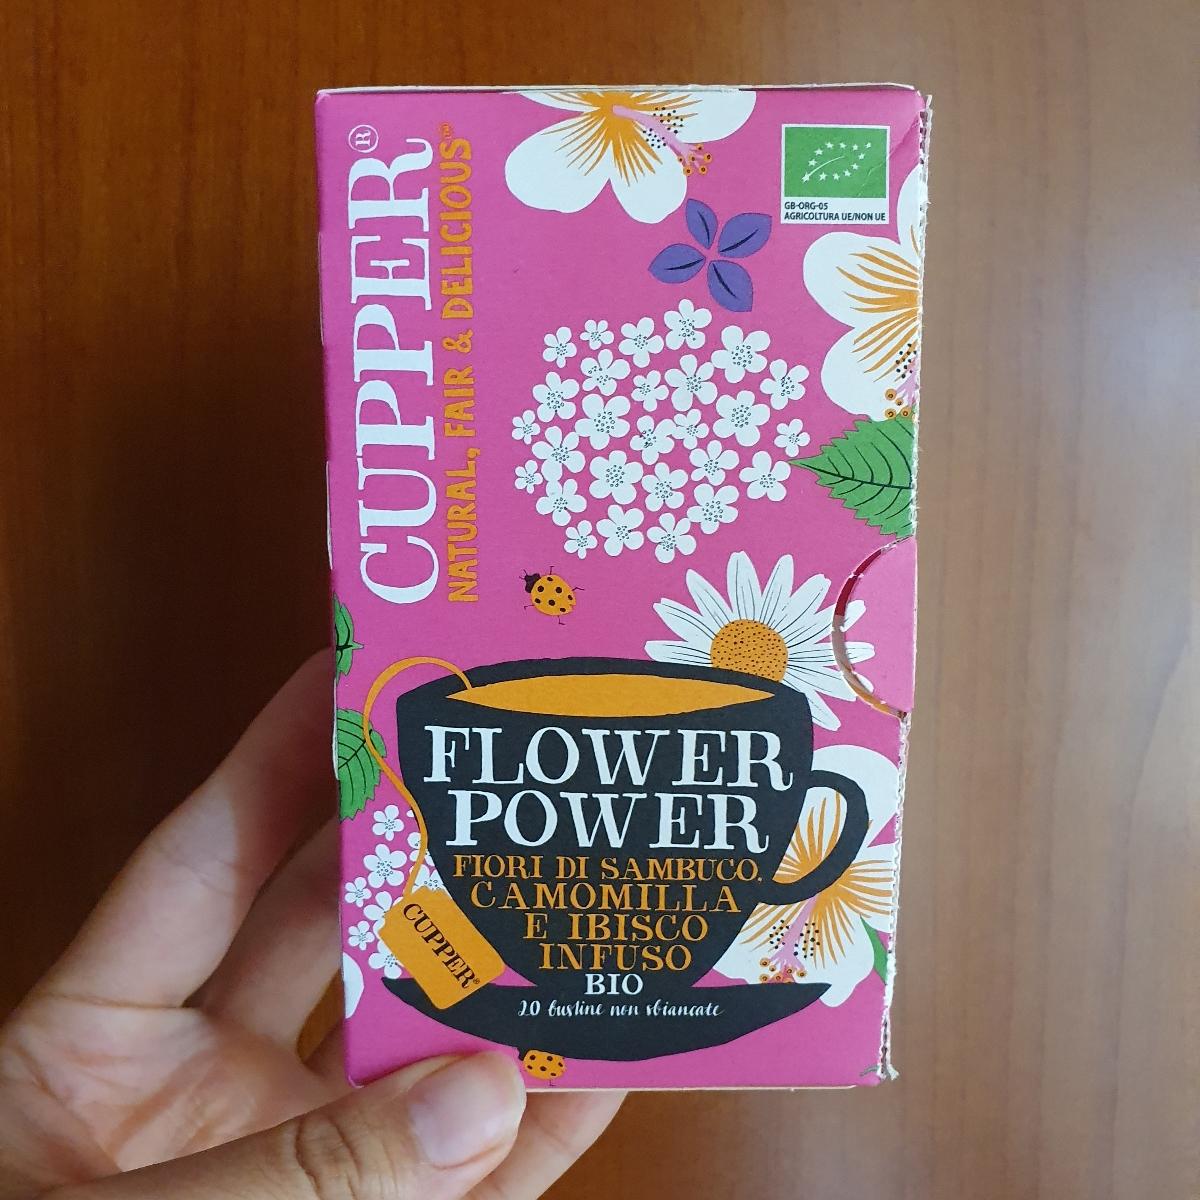 CUPPER®
NATURAL, FAIR & DELICIOUS™
GB-ORG-05
AGRICOLTURA UE/NON UE
FLOWER
POWER
FIORI DI SAMBUCO,
CAMOMILLA
E IBISCO
INFUSO
BIO
20 bustine non sbiancate
CUPPER®